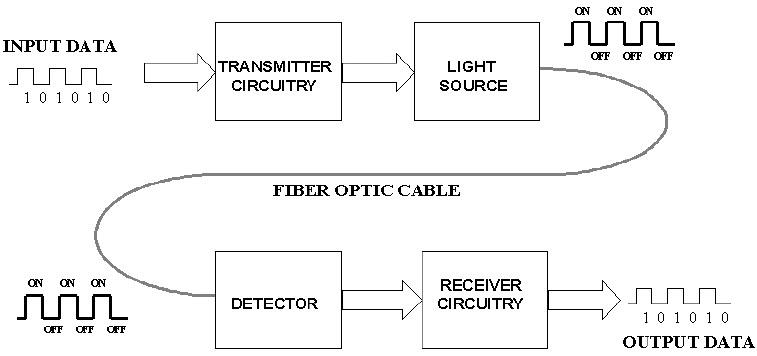 ON ON ON
OFF OFF OFF
INPUT DATA
1 0 1 0 1 0
TRANSMITTER
CIRCUITRY
LIGHT
SOURCE
FIBER OPTIC CABLE
ON ON ON
OFF OFF OFF
DETECTOR
RECEIVER
CIRCUITRY
1 0 1 0 1 0
OUTPUT DATA